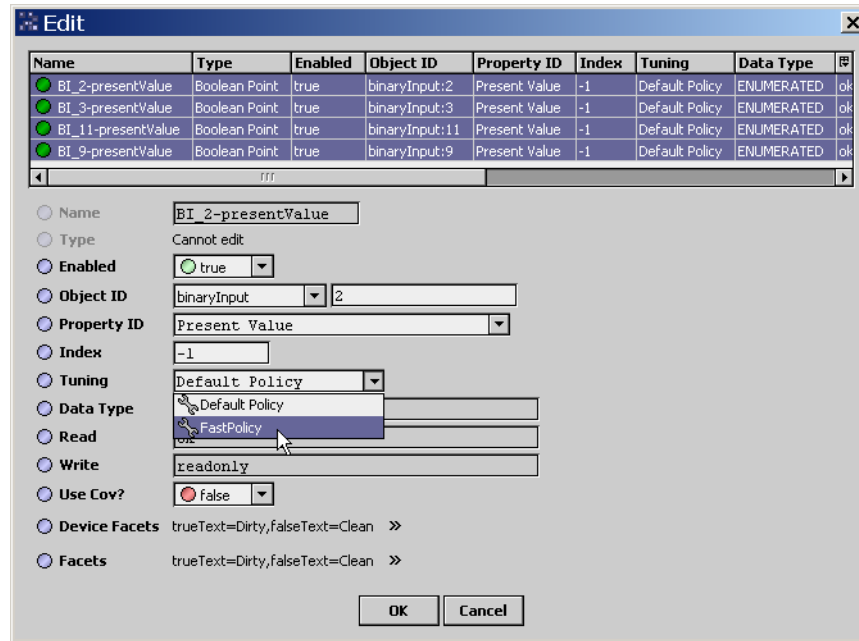 Edit
Name Type Enabled Object ID Property ID Index Tuning Data Type
BI_2-presentValue Boolean Point true binaryInput:2 Present Value -1 Default Policy ENUMERATED ok
BI_3-presentValue Boolean Point true binaryInput:3 Present Value -1 Default Policy ENUMERATED ok
BI_11-presentValue Boolean Point true binaryInput:11 Present Value -1 Default Policy ENUMERATED ok
BI_9-presentValue Boolean Point true binaryInput:9 Present Value -1 Default Policy ENUMERATED ok
Name BI_2-presentValue
Type Cannot edit
Enabled true
Object ID binaryInput 2
Property ID Present Value
Index -1
Tuning Default Policy
Default Policy
Data Type
FastPolicy
Read
Write readonly
Use Cov? false
Device Facets trueText=Dirty,falseText=Clean »
Facets trueText=Dirty,falseText=Clean »
OK Cancel